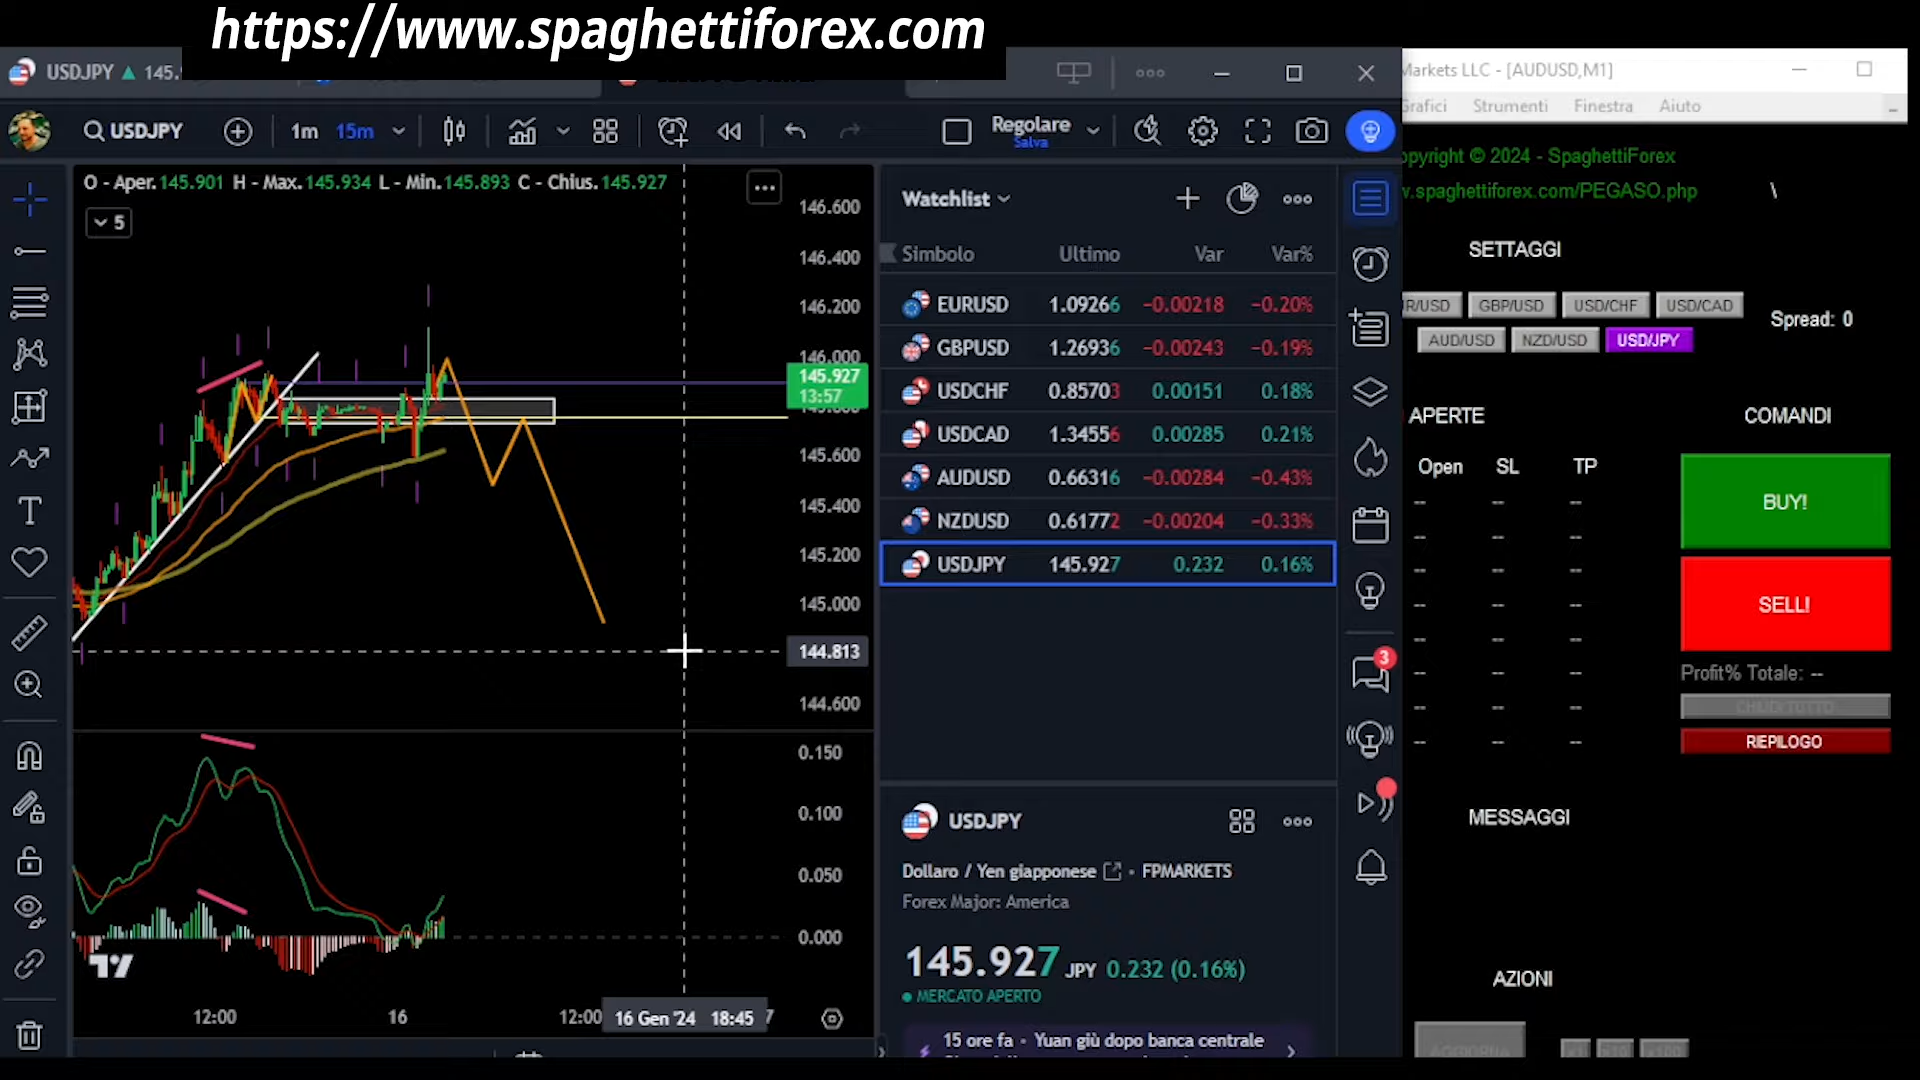 https://www.spaghettiforex.com
USDJPY ▲ 145.
Markets LLC - [AUDUSD,M1]
Grafici Strumenti Finestra Aiuto
USDJPY 1m 15m Regolare
Salva
O - Aper.145.901 H - Max.145.934 L - Min.145.893 C - Chius.145.927
5
146.600
146.400
146.200
146.000
145.927
13:57
145.600
145.400
145.200
145.000
144.813
144.600
0.150
0.100
0.050
0.000
12:00 16 12:00 16 Gen '24 18:45
Watchlist
Simbolo Ultimo Var Var%
EURUSD 1.09266 −0.00218 −0.20%
GBPUSD 1.26936 −0.00243 −0.19%
USDCHF 0.85703 0.00151 0.18%
USDCAD 1.34556 0.00285 0.21%
AUDUSD 0.66316 −0.00284 −0.43%
NZDUSD 0.61772 −0.00204 −0.33%
USDJPY 145.927 0.232 0.16%
USDJPY
Dollaro / Yen giapponese • FPMARKETS
Forex Major: America
145.927 JPY 0.232 (0.16%)
MERCATO APERTO
15 ore fa • Yuan giù dopo banca centrale
3
opyright © 2024 - SpaghettiForex
w.spaghettiforex.com/PEGASO.php \
SETTAGGI
R/USD GBP/USD USD/CHF USD/CAD
AUD/USD NZD/USD USD/JPY
Spread: 0
APERTE COMANDI
Open SL TP
-- -- --
-- -- --
-- -- --
-- -- --
-- -- --
-- -- --
-- -- --
-- -- --
BUY!
SELL!
Profit% Totale: --
CHIUDI TUTTO
RIEPILOGO
MESSAGGI
AZIONI